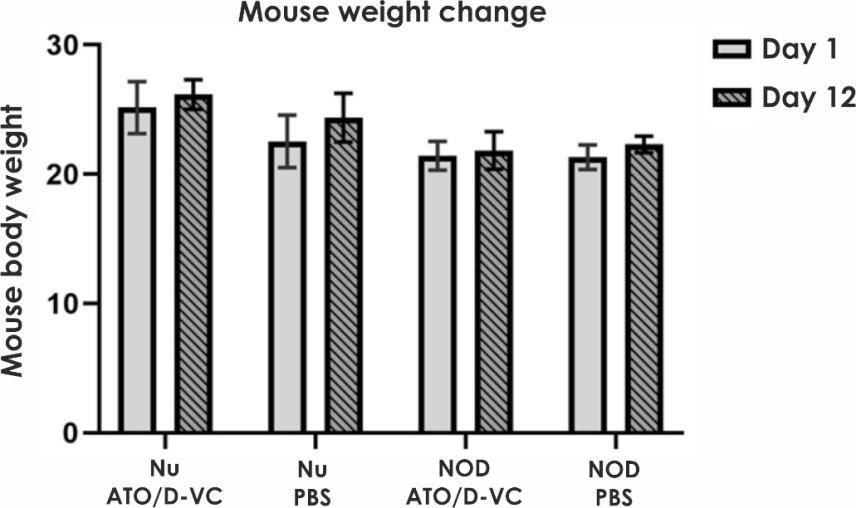 Mouse weight change
Mouse body weight
30
20
10
0
Day 1
Day 12
Nu
ATO/D-VC
Nu
PBS
NOD
ATO/D-VC
NOD
PBS